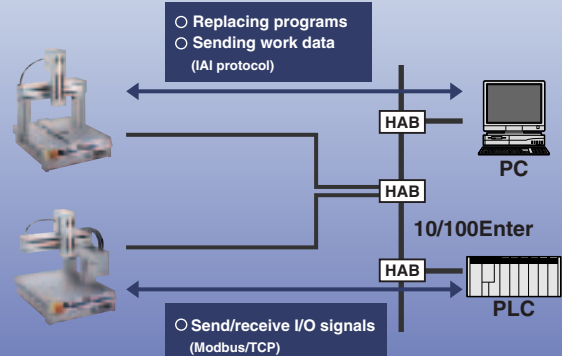 ○ Replacing programs
○ Sending work data
(IAI protocol)
HAB
PC
HAB
10/100Enter
HAB
PLC
○ Send/receive I/O signals
(Modbus/TCP)